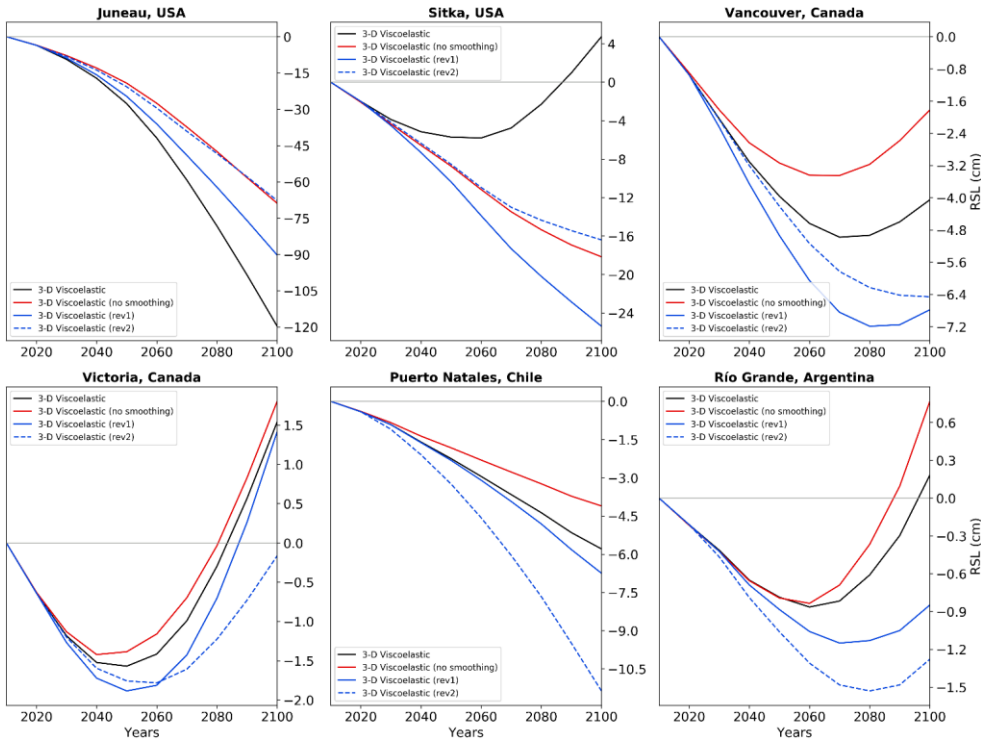 Juneau, USA
0
−15
−30
−45
−60
−75
−90
−105
−120
3-D Viscoelastic
3-D Viscoelastic (no smoothing)
3-D Viscoelastic (rev1)
3-D Viscoelastic (rev2)
2020 2040 2060 2080 2100
Sitka, USA
3-D Viscoelastic
3-D Viscoelastic (no smoothing)
3-D Viscoelastic (rev1)
3-D Viscoelastic (rev2)
4
0
−4
−8
−12
−16
−20
−24
2020 2040 2060 2080 2100
Vancouver, Canada
0.0
−0.8
−1.6
−2.4
−3.2
−4.0
−4.8
−5.6
−6.4
−7.2
RSL (cm)
3-D Viscoelastic
3-D Viscoelastic (no smoothing)
3-D Viscoelastic (rev1)
3-D Viscoelastic (rev2)
2020 2040 2060 2080 2100
Victoria, Canada
3-D Viscoelastic
3-D Viscoelastic (no smoothing)
3-D Viscoelastic (rev1)
3-D Viscoelastic (rev2)
1.5
1.0
0.5
0.0
−0.5
−1.0
−1.5
−2.0
2020 2040 2060 2080 2100
Years
Puerto Natales, Chile
0.0
−1.5
−3.0
−4.5
−6.0
−7.5
−9.0
−10.5
3-D Viscoelastic
3-D Viscoelastic (no smoothing)
3-D Viscoelastic (rev1)
3-D Viscoelastic (rev2)
2020 2040 2060 2080 2100
Years
Río Grande, Argentina
3-D Viscoelastic
3-D Viscoelastic (no smoothing)
3-D Viscoelastic (rev1)
3-D Viscoelastic (rev2)
0.6
0.3
0.0
−0.3
−0.6
−0.9
−1.2
−1.5
RSL (cm)
2020 2040 2060 2080 2100
Years